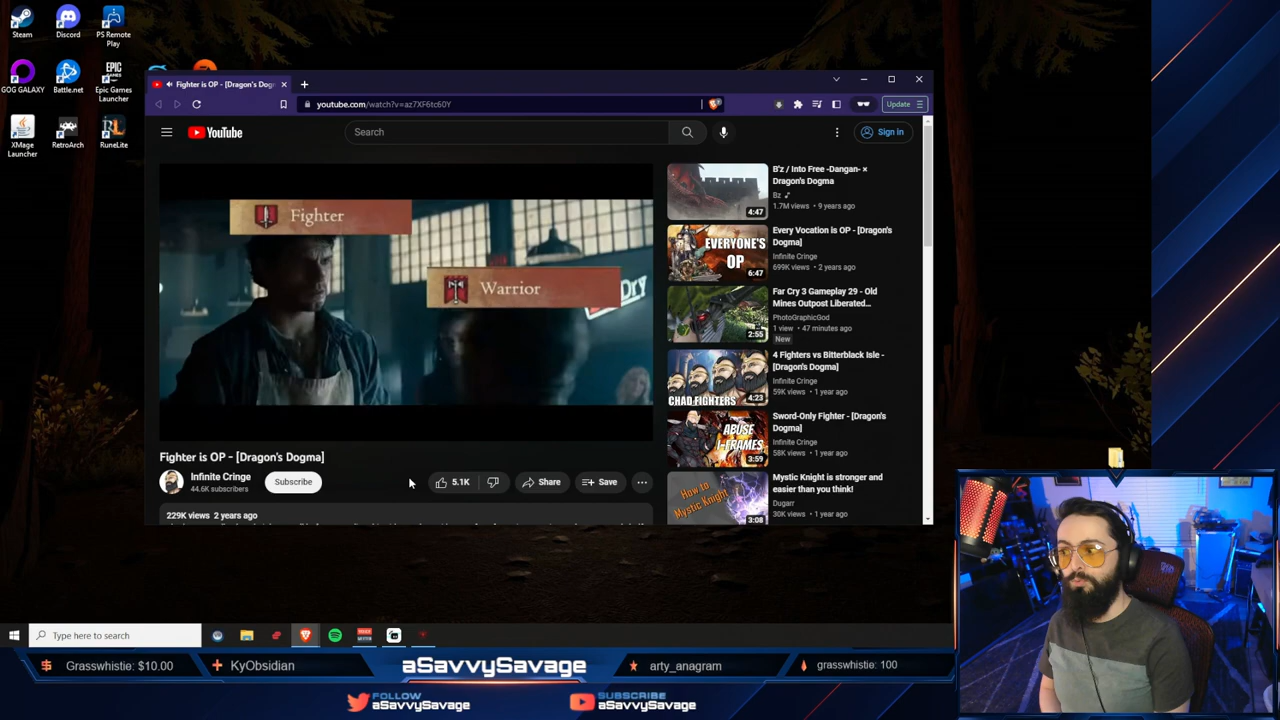 Steam
Discord
PS Remote
Play
GOG GALAXY
Battle.net
Epic Games
Launcher
XMage
Launcher
RetroArch
RuneLite
Fighter is OP - [Dragon's Dogm
youtube.com/watch?v=az7XF6tc60Y
Update
YouTube
Search
Sign in
Fighter
Warrior
Dry
Fighter is OP - [Dragon's Dogma]
Infinite Cringe
44.6K subscribers
Subscribe
5.1K
Share
Save
229K views 2 years ago
4:47
B'z / Into Free -Dangan- ×
Dragon's Dogma
Bz
1.7M views • 9 years ago
EVERYONE'S
OP
6:47
Every Vocation is OP - [Dragon's
Dogma]
Infinite Cringe
699K views • 2 years ago
2:55
Far Cry 3 Gameplay 29 - Old
Mines Outpost Liberated...
PhotoGraphicGod
1 view • 47 minutes ago
New
CHAD FIGHTERS
4:23
4 Fighters vs Bitterblack Isle -
[Dragon's Dogma]
Infinite Cringe
59K views • 1 year ago
ABUSE
I-FRAMES
3:59
Sword-Only Fighter - [Dragon's
Dogma]
Infinite Cringe
58K views • 1 year ago
How to
Mystic Knight
3:08
Mystic Knight is stronger and
easier than you think!
Dugarr
30K views • 1 year ago
Type here to search
Grasswhistie: $10.00
KyObsidian
aSavvySavage
arty_anagram
grasswhistie: 100
FOLLOW
aSavvySavage
SUBSCRIBE
aSavvySavage